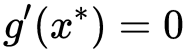 g′(x*) = 0